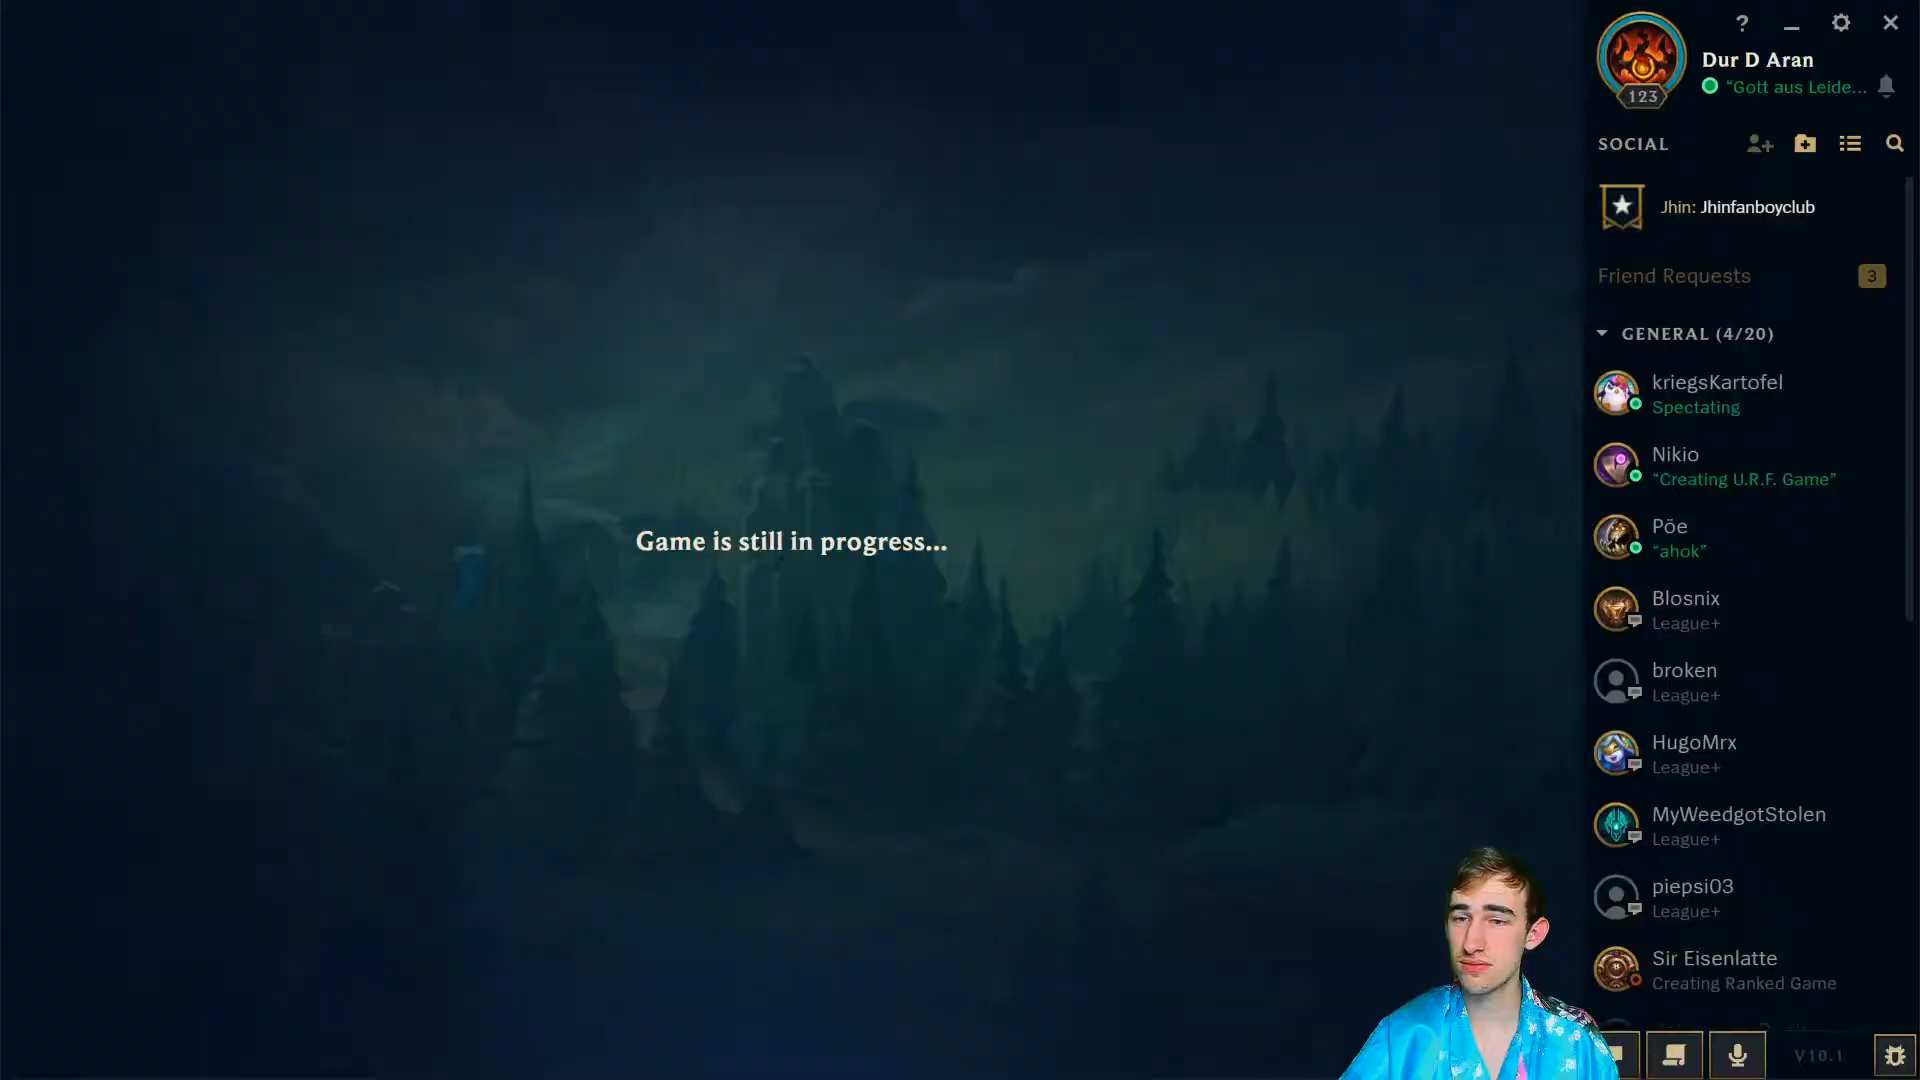 ?
Dur D Aran
123
“Gott aus Leide...
SOCIAL
Jhin: Jhinfanboyclub
Friend Requests
3
GENERAL (4/20)
kriegsKartofel
Spectating
Nikio
“Creating U.R.F. Game”
Game is still in progress...
Pöe
“ahok”
Blosnix
League+
broken
League+
HugoMrx
League+
MyWeedgotStolen
League+
piepsi03
League+
Sir Eisenlatte
Creating Ranked Game
V10.1